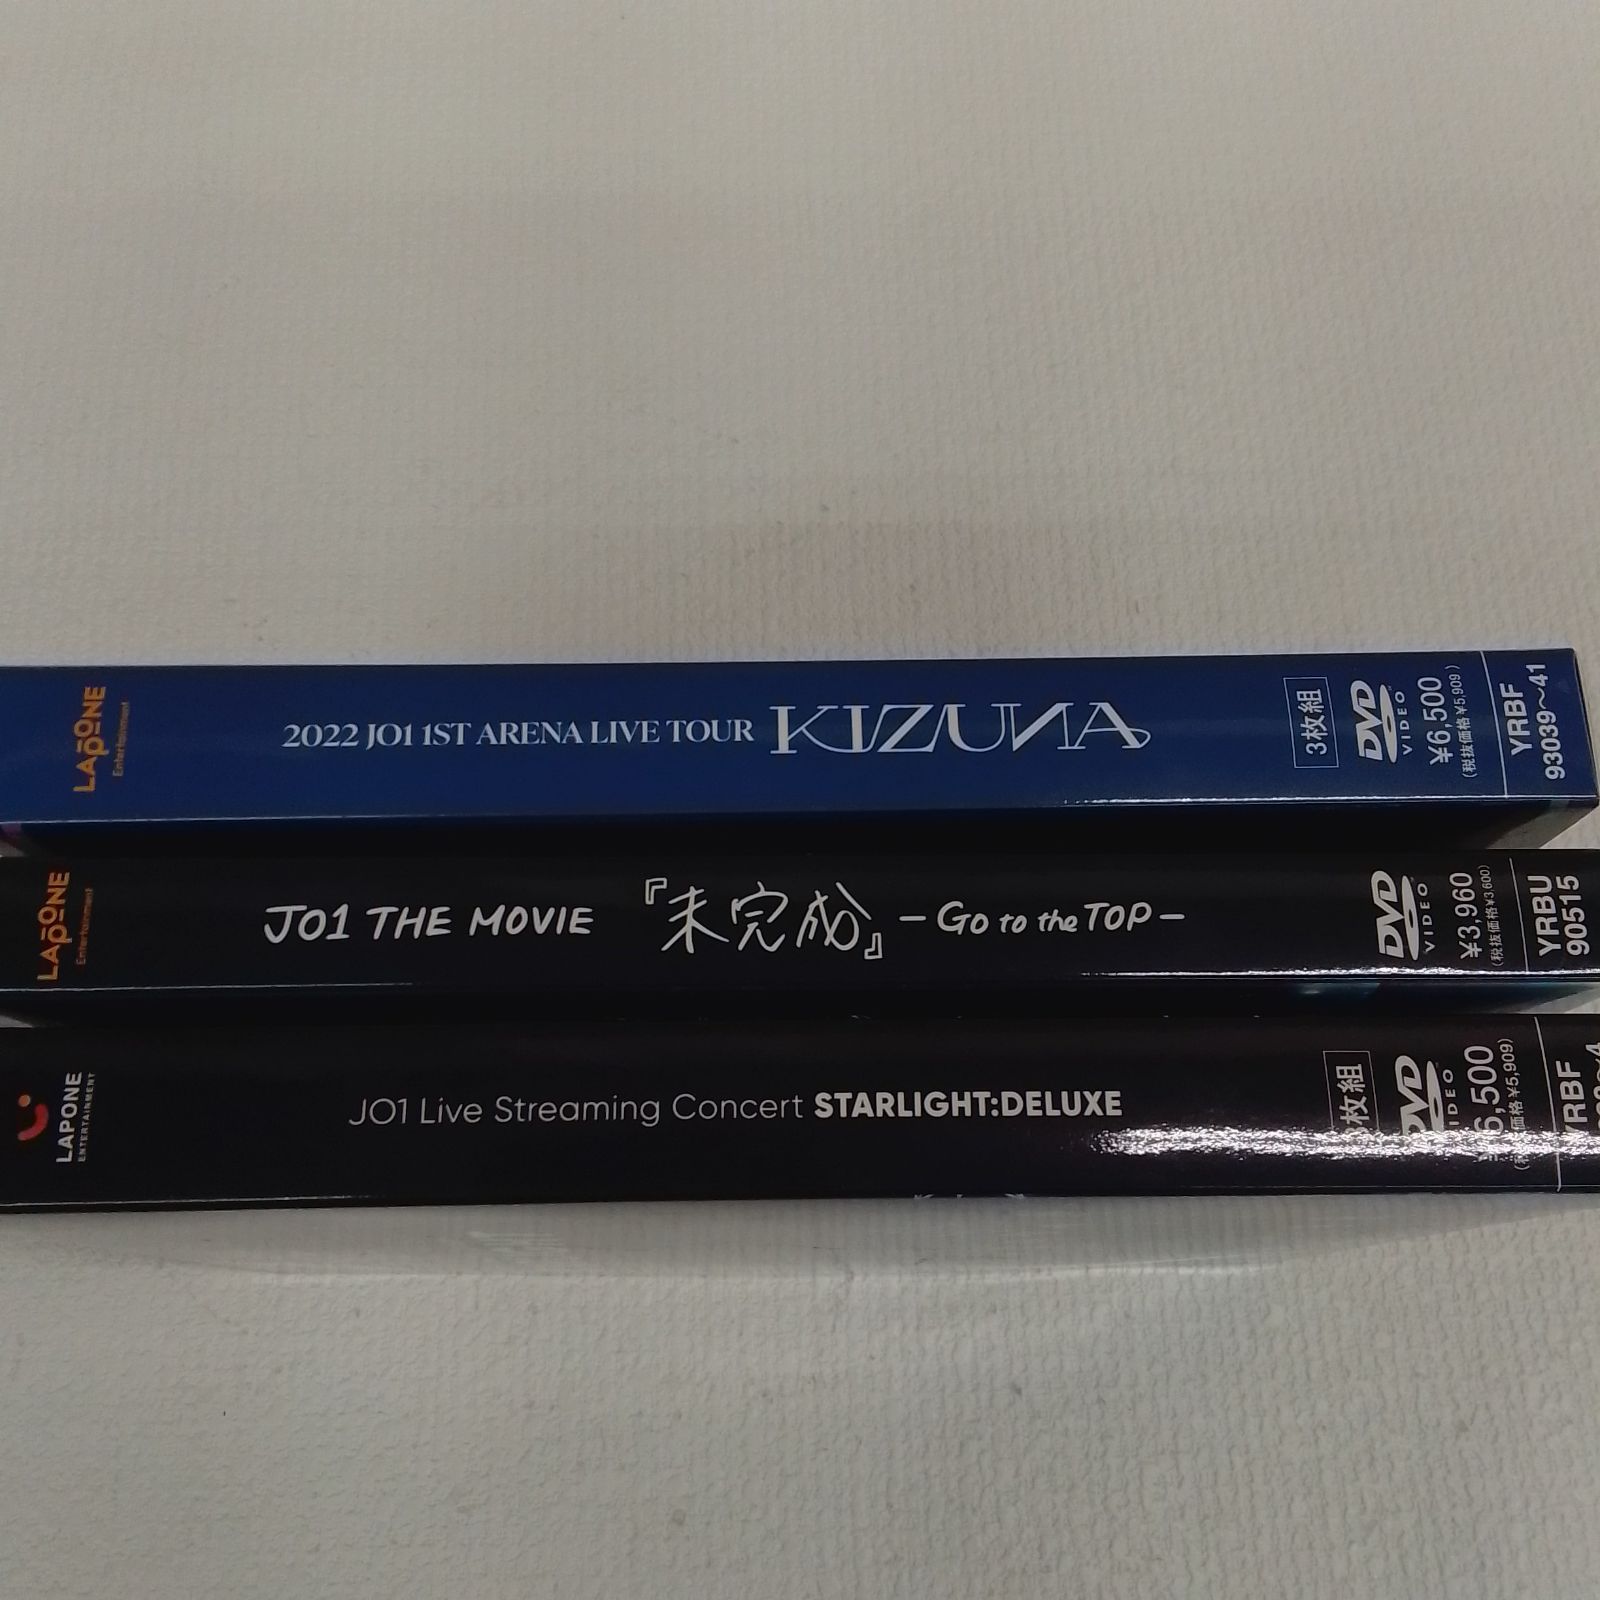 LAPONE
Entertainment
2022 JO1 1ST ARENA LIVE TOUR KIZUNA
3枚組
DVD
VIDEO
¥6,500
(税抜価格¥5,909)
YRBF
93039～41
LAPONE
Entertainment
JO1 THE MOVIE 『未完成』 – Go to the TOP –
DVD
VIDEO
¥3,960
(税抜価格¥3,600)
YRBU
90515
LAPONE
ENTERTAINMENT
JO1 Live Streaming Concert STARLIGHT:DELUXE
枚組
DVD
VIDEO
¥6,500
(税抜価格¥5,909)
YRBF